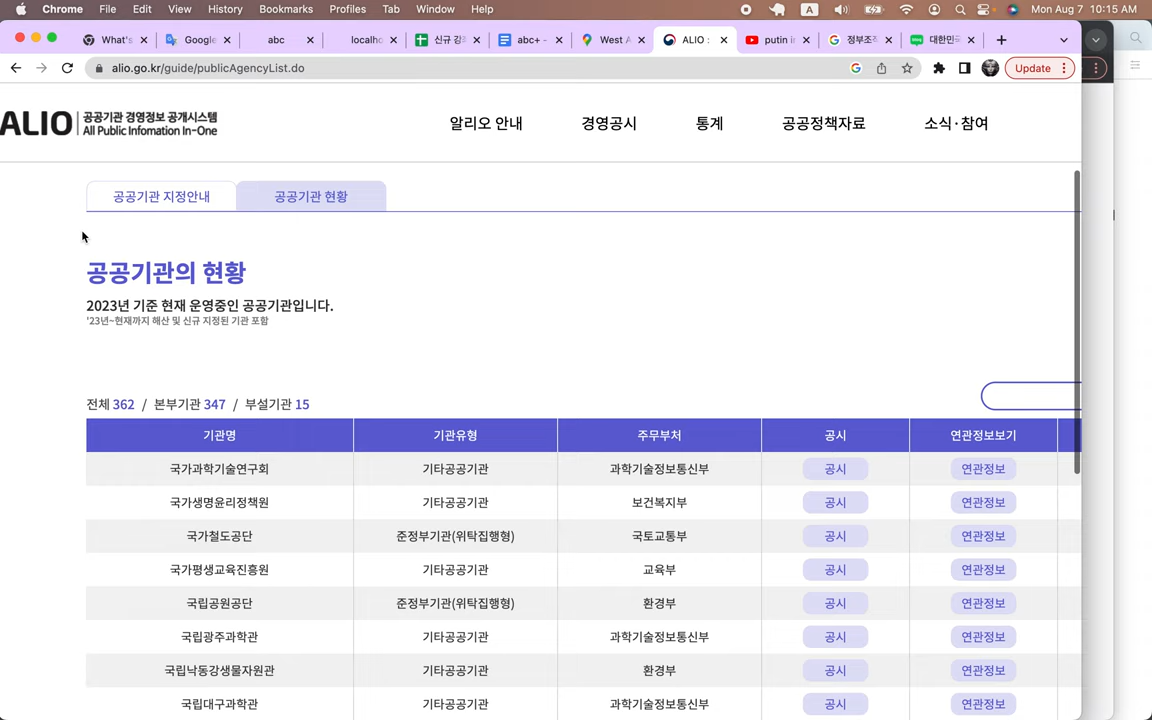 Chrome File Edit View History Bookmarks Profiles Tab Window Help A Mon Aug 7 10:15 AM
What's Google abc localho 신규 강 abc+ - West A ALIO : putin i 정부조직 대한민국
alio.go.kr/guide/publicAgencyList.do Update
ALIO 공공기관 경영정보 공개시스템
All Public Infomation in-One
알리오 안내 경영공시 통계 공공정책자료 소식·참여
공공기관 지정안내 공공기관 현황
공공기관의 현황
2023년 기준 현재 운영중인 공공기관입니다.
'23년~현재까지 해산 및 신규 지정된 기관 포함
전체 362 / 본부기관 347 / 부설기관 15
기관명 기관유형 주무부처 공시 연관정보보기
국가과학기술연구회 기타공공기관 과학기술정보통신부 공시 연관정보
국가생명윤리정책원 기타공공기관 보건복지부 공시 연관정보
국가철도공단 준정부기관(위탁집행형) 국토교통부 공시 연관정보
국가평생교육진흥원 기타공공기관 교육부 공시 연관정보
국립공원공단 준정부기관(위탁집행형) 환경부 공시 연관정보
국립광주과학관 기타공공기관 과학기술정보통신부 공시 연관정보
국립낙동강생물자원관 기타공공기관 환경부 공시 연관정보
국립대구과학관 기타공공기관 과학기술정보통신부 공시 연관정보